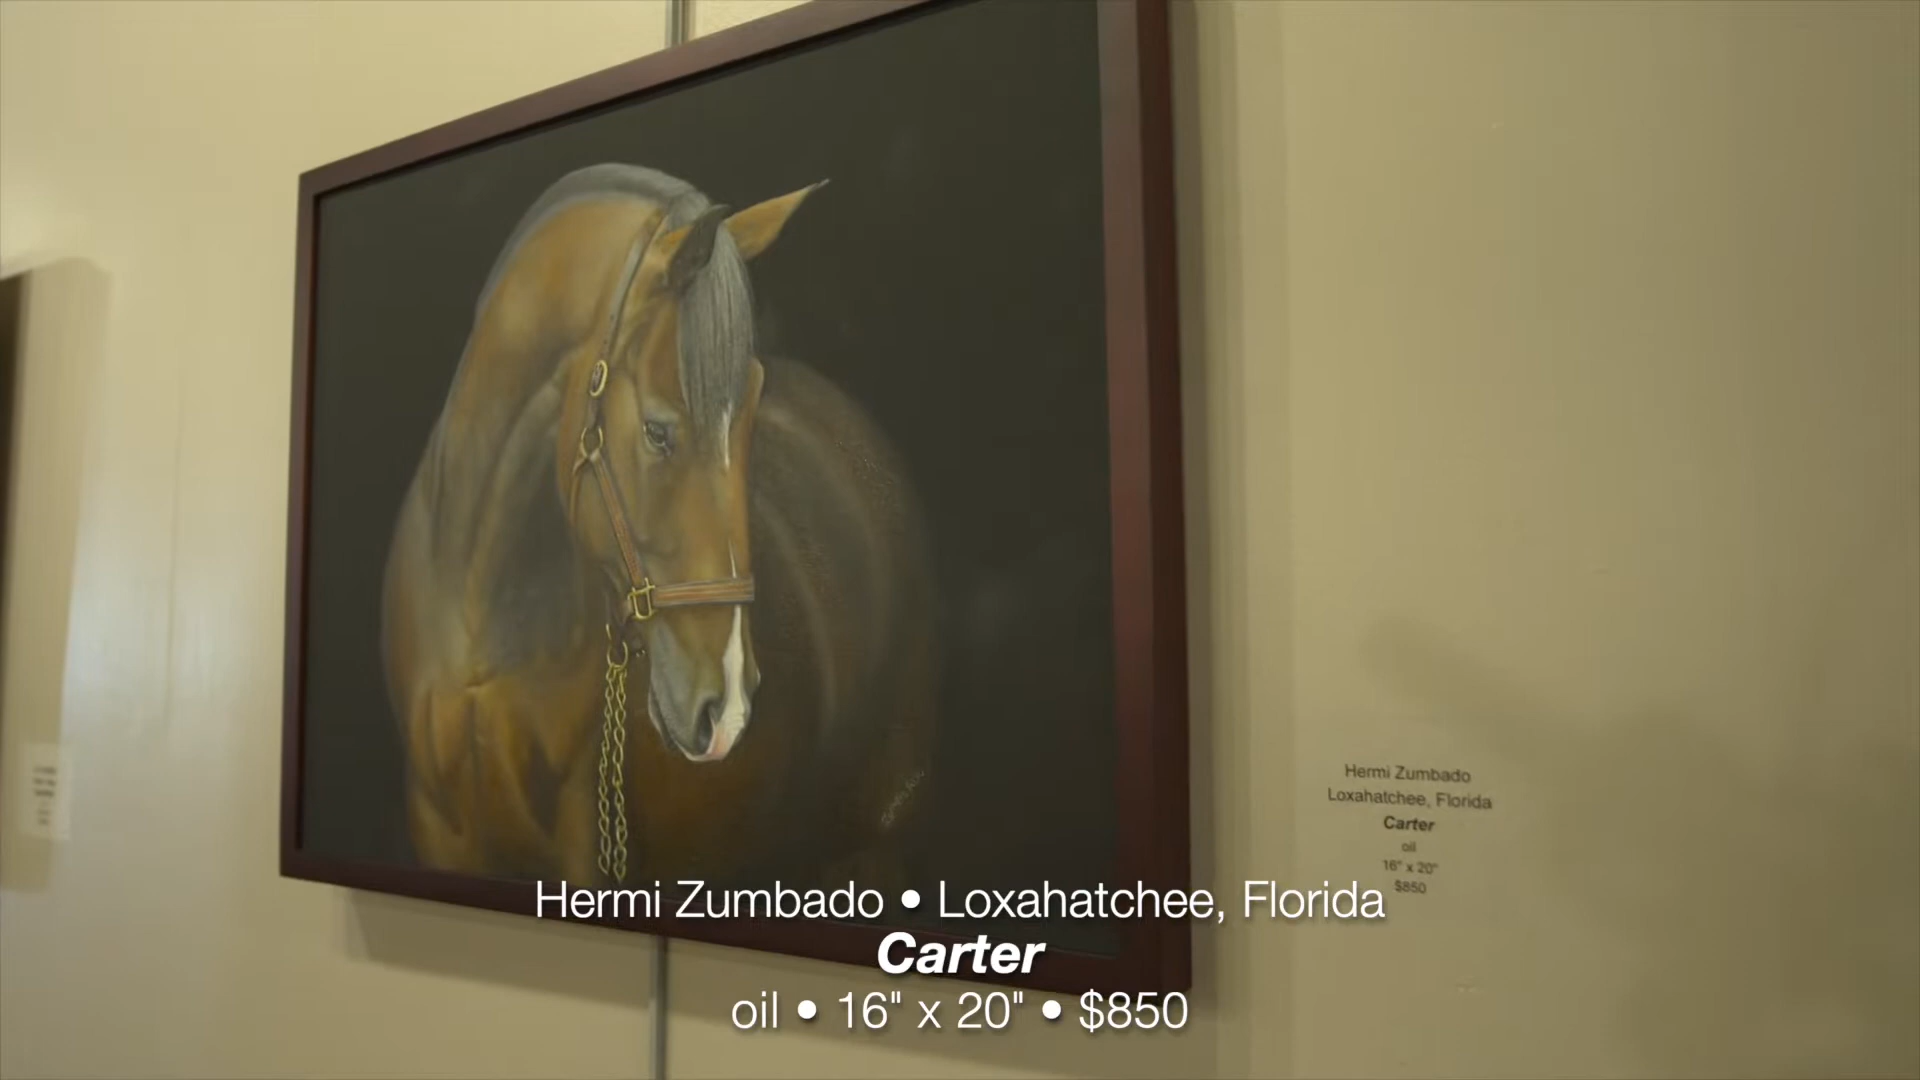 Hermi Zumbado
Loxahatchee, Florida
Carter
oil
16" x 20"
$850
Hermi Zumbado • Loxahatchee, Florida
Carter
oil • 16" x 20" • $850